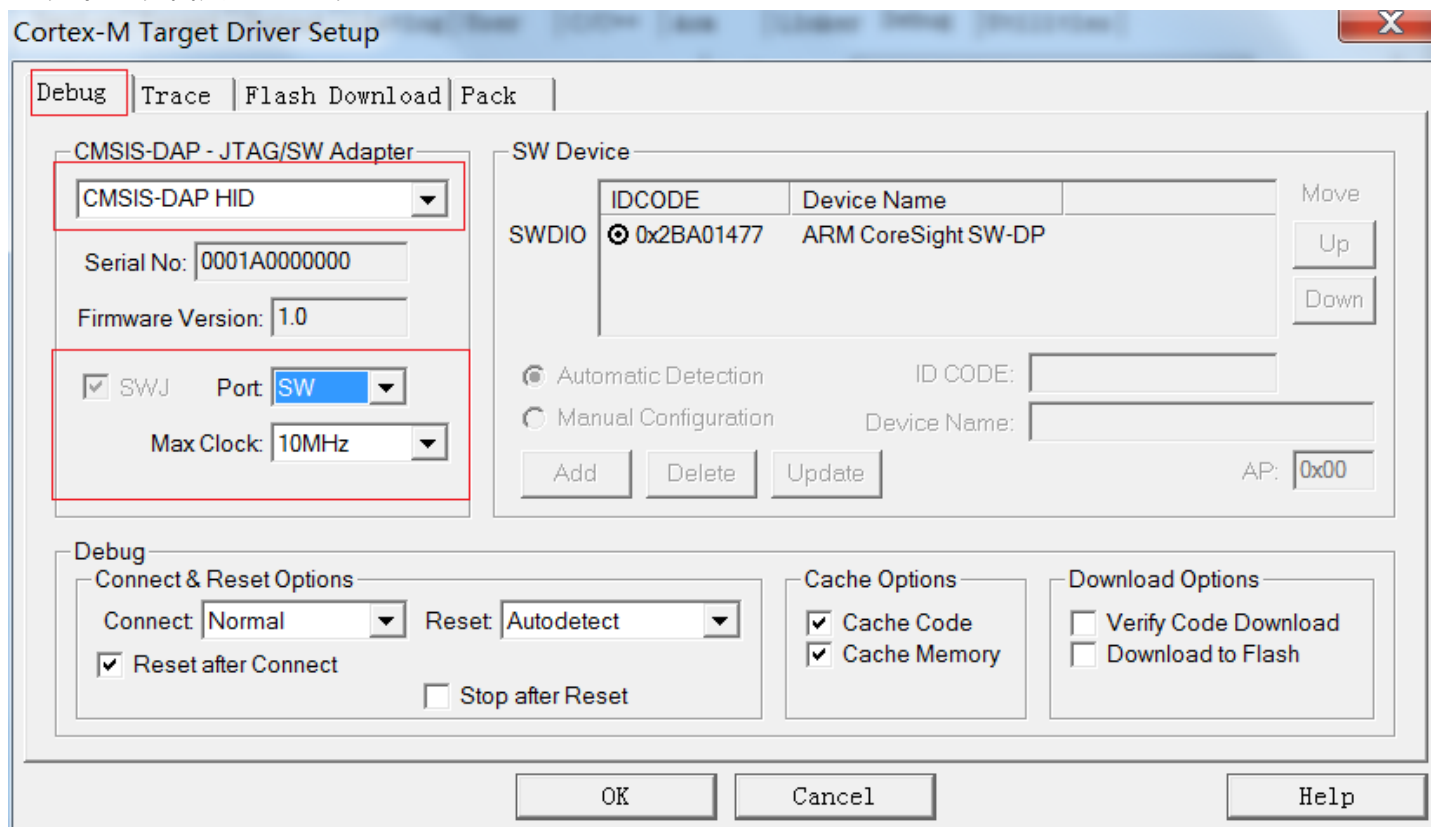 Cortex-M Target Driver Setup
Debug Trace Flash Download Pack
CMSIS-DAP - JTAG/SW Adapter
CMSIS-DAP HID
Serial No: 0001A0000000
Firmware Version: 1.0
SWJ Port: SW
Max Clock: 10MHz
SW Device
IDCODE Device Name
SWDIO 0x2BA01477 ARM CoreSight SW-DP
Move
Up
Down
Automatic Detection ID CODE:
Manual Configuration Device Name:
Add Delete Update AP: 0x00
Debug
Connect & Reset Options
Connect: Normal Reset: Autodetect
Reset after Connect
Stop after Reset
Cache Options
Cache Code
Cache Memory
Download Options
Verify Code Download
Download to Flash
OK Cancel Help